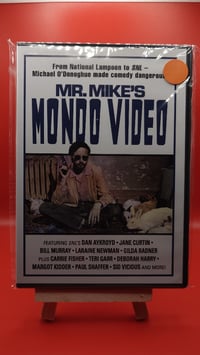 From National Lampoon to SNL –
Michael O'Donoghue made comedy dangerous
MR. MIKE'S
MONDO VIDEO
FEATURING SNL'S DAN AYKROYD • JANE CURTIN •
BILL MURRAY • LARAINE NEWMAN • GILDA RADNER
PLUS CARRIE FISHER • TERI GARR • DEBORAH HARRY •
MARGOT KIDDER • PAUL SHAFFER • SID VICIOUS AND MORE!